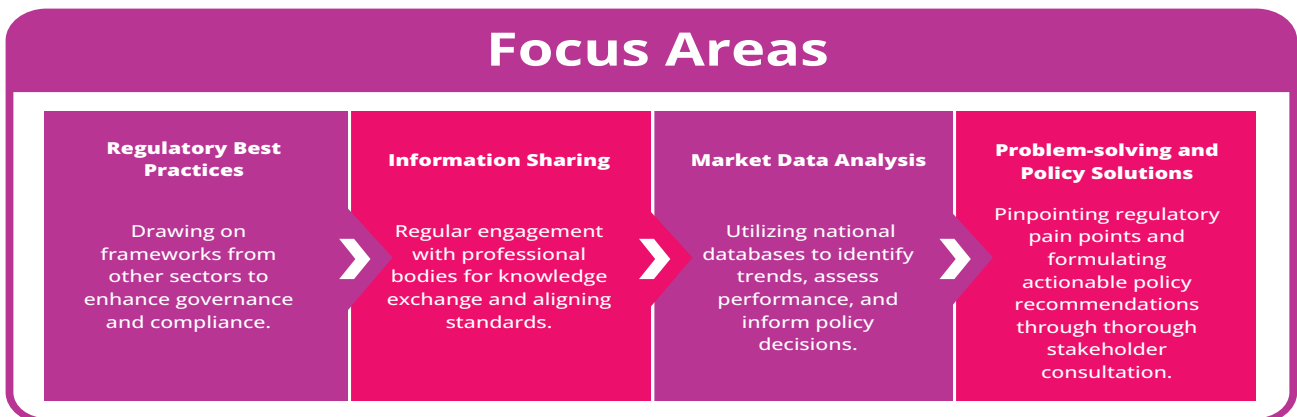 Focus Areas
Regulatory Best
Practices
Drawing on
frameworks from
other sectors to
enhance governance
and compliance.
Information Sharing
Regular engagement
with professional
bodies for knowledge
exchange and aligning
standards.
Market Data Analysis
Utilizing national
databases to identify
trends, assess
performance, and
inform policy
decisions.
Problem-solving and
Policy Solutions
Pinpointing regulatory
pain points and
formulating
actionable policy
recommendations
through thorough
stakeholder
consultation.